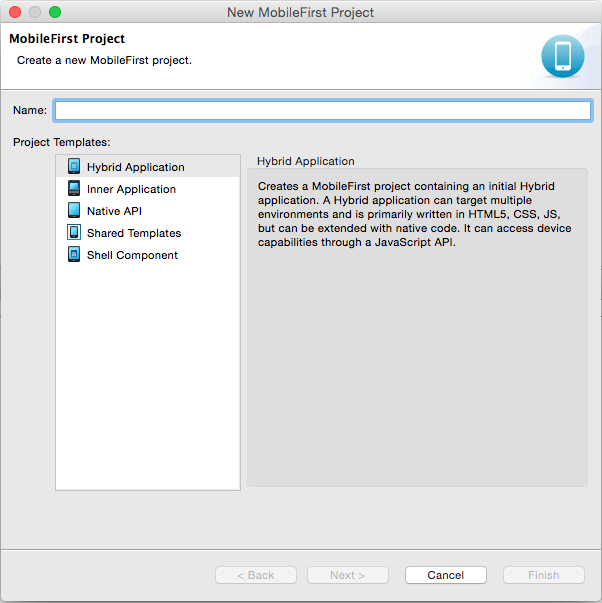 New MobileFirst Project
MobileFirst Project
Create a new MobileFirst project.
Name:
Project Templates:
Hybrid Application
Inner Application
Native API
Shared Templates
Shell Component
Hybrid Application
Creates a MobileFirst project containing an initial Hybrid
application. A Hybrid application can target multiple
environments and is primarily written in HTML5, CSS, JS,
but can be extended with native code. It can access device
capabilities through a JavaScript API.
< Back
Next >
Cancel
Finish